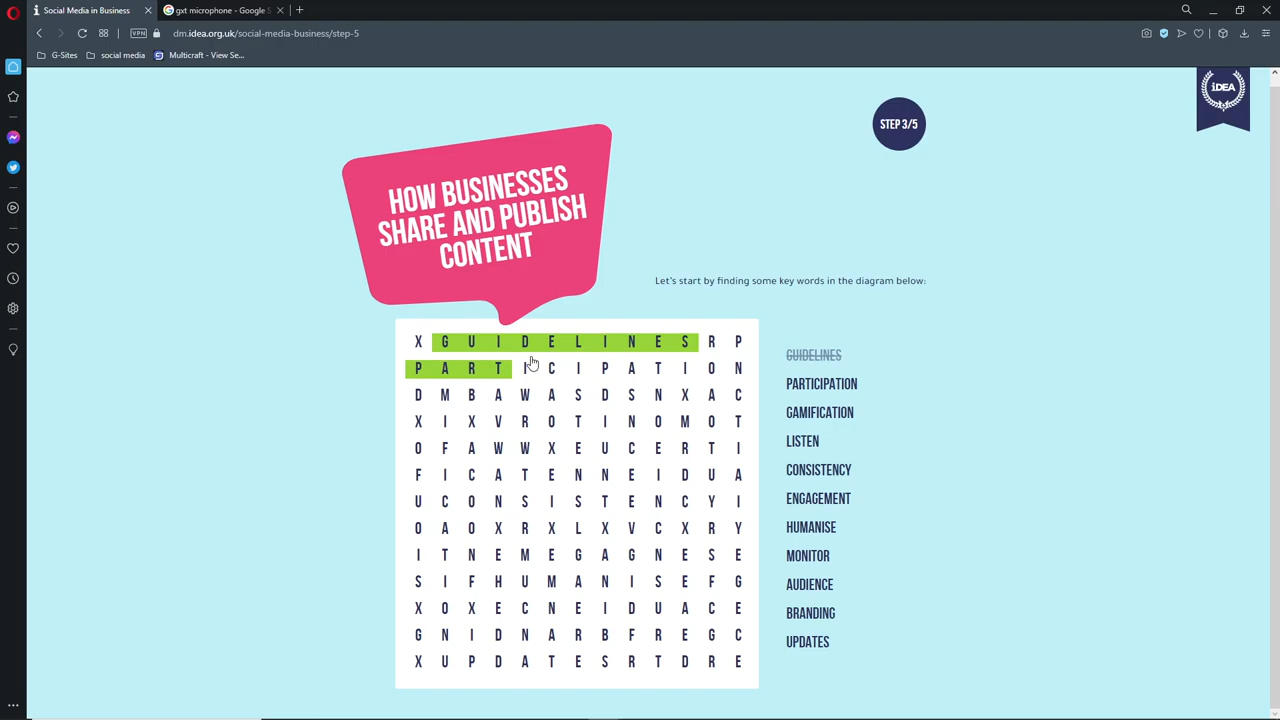 Social Media in Business
gxt microphone - Google S
VPN
dm.idea.org.uk/social-media-business/step-5
G-Sites
social media
Multicraft - View Se...
iDEA
STEP 3/5
HOW BUSINESSES
SHARE AND PUBLISH
CONTENT
Let's start by finding some key words in the diagram below:
X G U I D E L I N E S R P
P A R T I C I P A T I O N
D M B A W A S D S N X A C
X I X V R O T I N O M O T
O F A W W X E U C E R T I
F I C A T E N N E I D U A
U C O N S I S T E N C Y I
O A O X R X L X V C X R Y
I T N E M E G A G N E S E
S I F H U M A N I S E F G
X O X E C N E I D U A C E
G N I D N A R B F R E G C
X U P D A T E S R T D R E
GUIDELINES
PARTICIPATION
GAMIFICATION
LISTEN
CONSISTENCY
ENGAGEMENT
HUMANISE
MONITOR
AUDIENCE
BRANDING
UPDATES